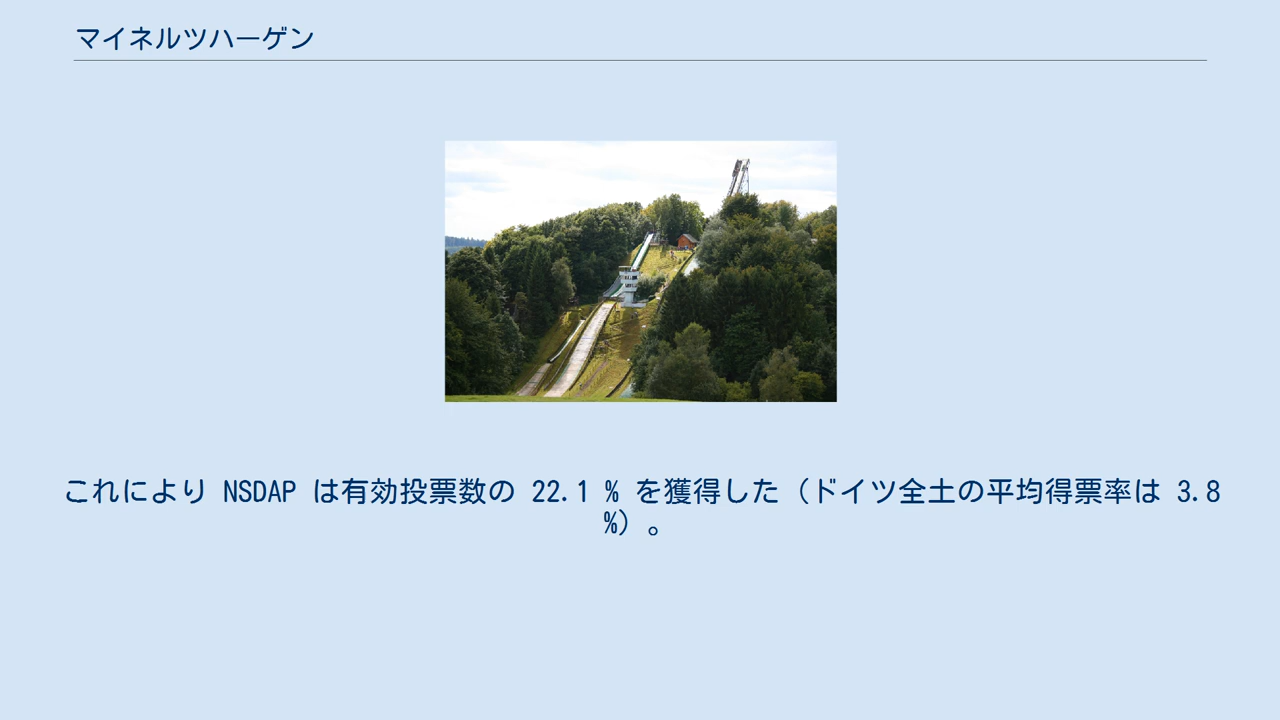 マイネルツハーゲン
これにより NSDAP は有効投票数の 22.1 % を獲得した（ドイツ全土の平均得票率は 3.8
%）。